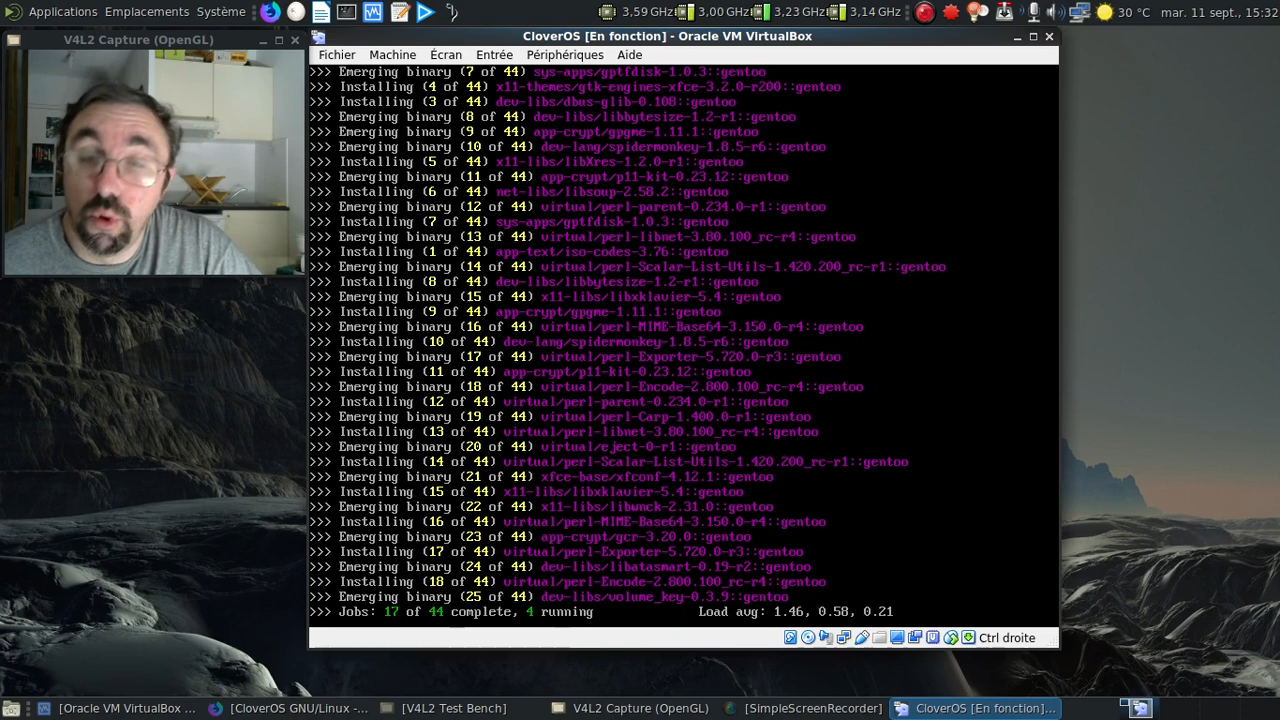 Applications Emplacements Système 3,59 GHz 3,00 GHz 3,23 GHz 3,14 GHz 30 °C mar. 11 sept., 15:32
V4L2 Capture (OpenGL)
CloverOS [En fonction] - Oracle VM VirtualBox
Fichier Machine Écran Entrée Périphériques Aide
>>> Emerging binary (7 of 44) sys-apps/gptfdisk-1.0.3::gentoo
>>> Installing (4 of 44) x11-themes/gtk-engines-xfce-3.2.0-r200::gentoo
>>> Installing (3 of 44) dev-libs/dbus-glib-0.108::gentoo
>>> Emerging binary (8 of 44) dev-libs/libbytesize-1.2-r1::gentoo
>>> Emerging binary (9 of 44) app-crypt/gpgme-1.11.1::gentoo
>>> Emerging binary (10 of 44) dev-lang/spidermonkey-1.8.5-r6::gentoo
>>> Installing (5 of 44) x11-libs/libXres-1.2.0-r1::gentoo
>>> Emerging binary (11 of 44) app-crypt/p11-kit-0.23.12::gentoo
>>> Installing (6 of 44) net-libs/libsoup-2.58.2::gentoo
>>> Emerging binary (12 of 44) virtual/perl-parent-0.234.0-r1::gentoo
>>> Installing (7 of 44) sys-apps/gptfdisk-1.0.3::gentoo
>>> Emerging binary (13 of 44) virtual/perl-libnet-3.80.100_rc-r4::gentoo
>>> Installing (1 of 44) app-text/iso-codes-3.76::gentoo
>>> Emerging binary (14 of 44) virtual/perl-Scalar-List-Utils-1.420.200_rc-r1::gentoo
>>> Installing (8 of 44) dev-libs/libbytesize-1.2-r1::gentoo
>>> Emerging binary (15 of 44) x11-libs/libxklavier-5.4::gentoo
>>> Installing (9 of 44) app-crypt/gpgme-1.11.1::gentoo
>>> Emerging binary (16 of 44) virtual/perl-MIME-Base64-3.150.0-r4::gentoo
>>> Installing (10 of 44) dev-lang/spidermonkey-1.8.5-r6::gentoo
>>> Emerging binary (17 of 44) virtual/perl-Exporter-5.720.0-r3::gentoo
>>> Installing (11 of 44) app-crypt/p11-kit-0.23.12::gentoo
>>> Emerging binary (18 of 44) virtual/perl-Encode-2.800.100_rc-r4::gentoo
>>> Installing (12 of 44) virtual/perl-parent-0.234.0-r1::gentoo
>>> Emerging binary (19 of 44) virtual/perl-Carp-1.400.0-r1::gentoo
>>> Installing (13 of 44) virtual/perl-libnet-3.80.100_rc-r4::gentoo
>>> Emerging binary (20 of 44) virtual/eject-0-r1::gentoo
>>> Installing (14 of 44) virtual/perl-Scalar-List-Utils-1.420.200_rc-r1::gentoo
>>> Emerging binary (21 of 44) xfce-base/xfconf-4.12.1::gentoo
>>> Installing (15 of 44) x11-libs/libxklavier-5.4::gentoo
>>> Emerging binary (22 of 44) x11-libs/libwnck-2.31.0::gentoo
>>> Installing (16 of 44) virtual/perl-MIME-Base64-3.150.0-r4::gentoo
>>> Emerging binary (23 of 44) app-crypt/gcr-3.20.0::gentoo
>>> Installing (17 of 44) virtual/perl-Exporter-5.720.0-r3::gentoo
>>> Emerging binary (24 of 44) dev-libs/libatasmart-0.19-r2::gentoo
>>> Installing (18 of 44) virtual/perl-Encode-2.800.100_rc-r4::gentoo
>>> Emerging binary (25 of 44) dev-libs/volume_key-0.3.9::gentoo
>>> Jobs: 17 of 44 complete, 4 running Load avg: 1.46, 0.58, 0.21
Ctrl droite
[Oracle VM VirtualBox ... [CloverOS GNU/Linux -... [V4L2 Test Bench] V4L2 Capture (OpenGL) [SimpleScreenRecorder] CloverOS [En fonction]...